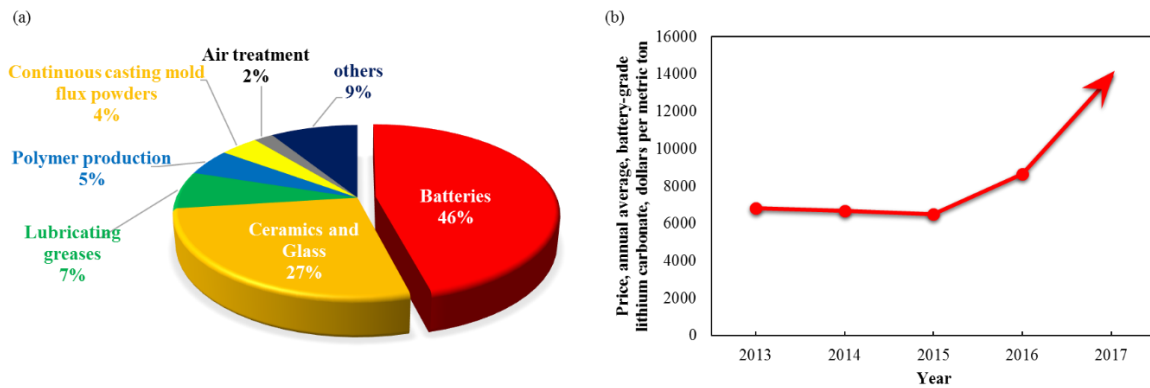 (a)
Air treatment
2%
Continuous casting mold
flux powders
4%
others
9%
Polymer production
5%
Batteries
46%
Lubricating
greases
7%
Ceramics and
Glass
27%
(b)
Price, annual average, battery-grade
lithium carbonate, dollars per metric ton
16000
14000
12000
10000
8000
6000
4000
2000
0
2013
2014
2015
2016
2017
Year